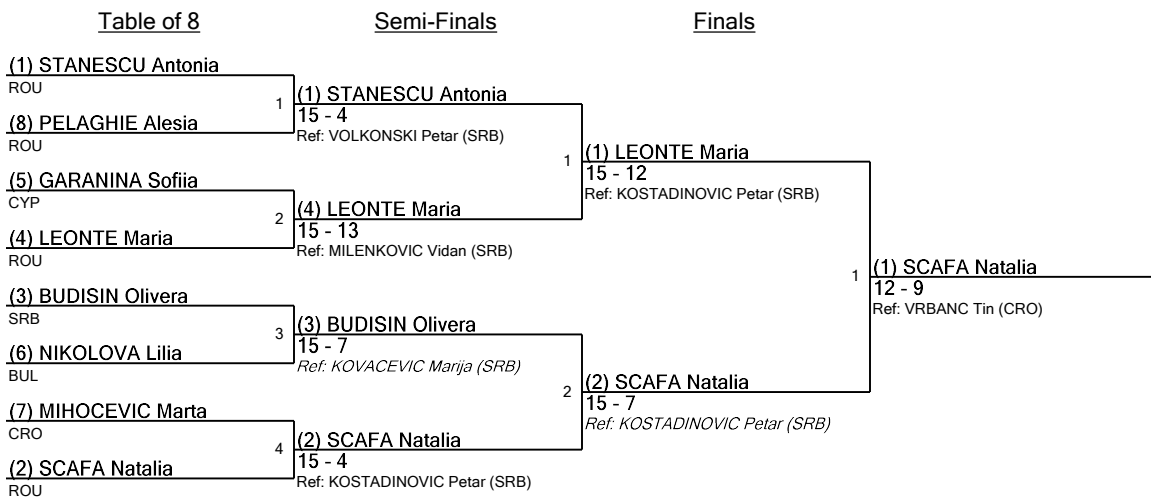 Table of 8
Semi-Finals
Finals
(1) STANESCU Antonia
ROU
(8) PELAGHIE Alesia
ROU
(5) GARANINA Sofiia
CYP
(4) LEONTE Maria
ROU
(3) BUDISIN Olivera
SRB
(6) NIKOLOVA Lilia
BUL
(7) MIHOCEVIC Marta
CRO
(2) SCAFA Natalia
ROU
1
(1) STANESCU Antonia
15 - 4
Ref: VOLKONSKI Petar (SRB)
2
(4) LEONTE Maria
15 - 13
Ref: MILENKOVIC Vidan (SRB)
3
(3) BUDISIN Olivera
15 - 7
Ref: KOVACEVIC Marija (SRB)
4
(2) SCAFA Natalia
15 - 4
Ref: KOSTADINOVIC Petar (SRB)
1
(1) LEONTE Maria
15 - 12
Ref: KOSTADINOVIC Petar (SRB)
2
(2) SCAFA Natalia
15 - 7
Ref: KOSTADINOVIC Petar (SRB)
1
(1) SCAFA Natalia
12 - 9
Ref: VRBANC Tin (CRO)